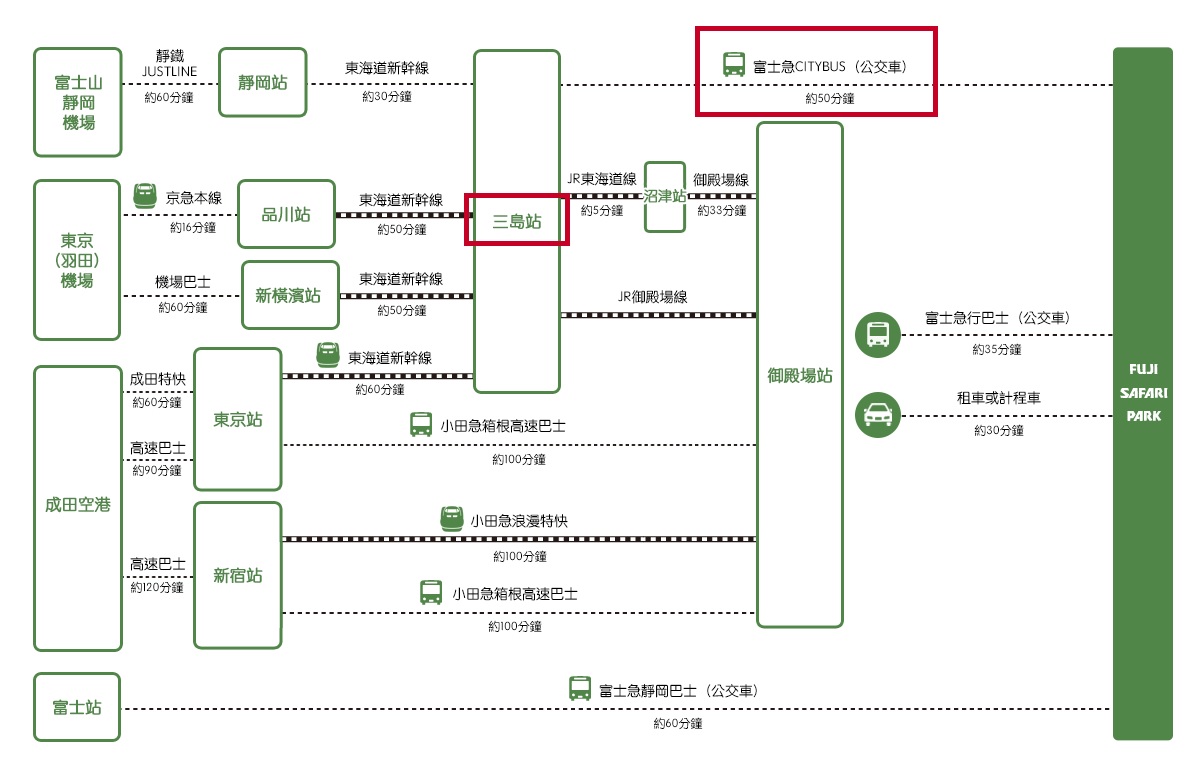 富士山
靜岡
機場
靜鐵
JUSTLINE
約60分鐘
靜岡站
東海道新幹線
約30分鐘
富士急CITYBUS（公交車）
約50分鐘
東京
（羽田）
機場
京急本線
約16分鐘
品川站
東海道新幹線
約50分鐘
三島站
JR東海道線
約5分鐘
沼津站
御殿場線
約33分鐘
機場巴士
約60分鐘
新橫濱站
東海道新幹線
約50分鐘
JR御殿場線
成田空港
成田特快
約60分鐘
高速巴士
約90分鐘
東京站
東海道新幹線
約60分鐘
小田急箱根高速巴士
約100分鐘
高速巴士
約120分鐘
新宿站
小田急浪漫特快
約100分鐘
小田急箱根高速巴士
約100分鐘
御殿場站
富士急行巴士（公交車）
約35分鐘
租車或計程車
約30分鐘
FUJI
SAFARI
PARK
富士站
富士急靜岡巴士（公交車）
約60分鐘